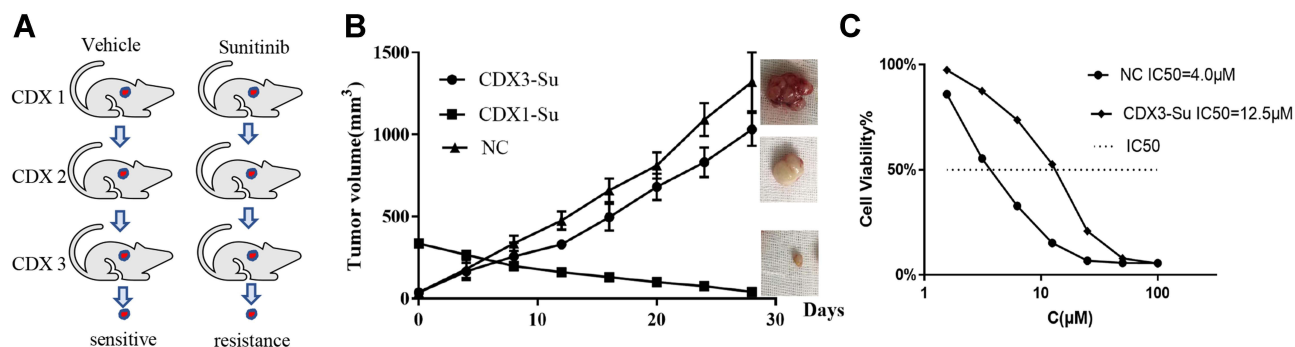 A
Vehicle Sunitinib
CDX 1
CDX 2
CDX 3
sensitive resistance
B
Tumor volume(mm³)
1500
1000
500
0
0 10 20 30 Days
CDX3-Su
CDX1-Su
NC
C
Cell Viability%
100%
50%
0%
1 10 100
C(μM)
NC IC50=4.0μM
CDX3-Su IC50=12.5μM
IC50